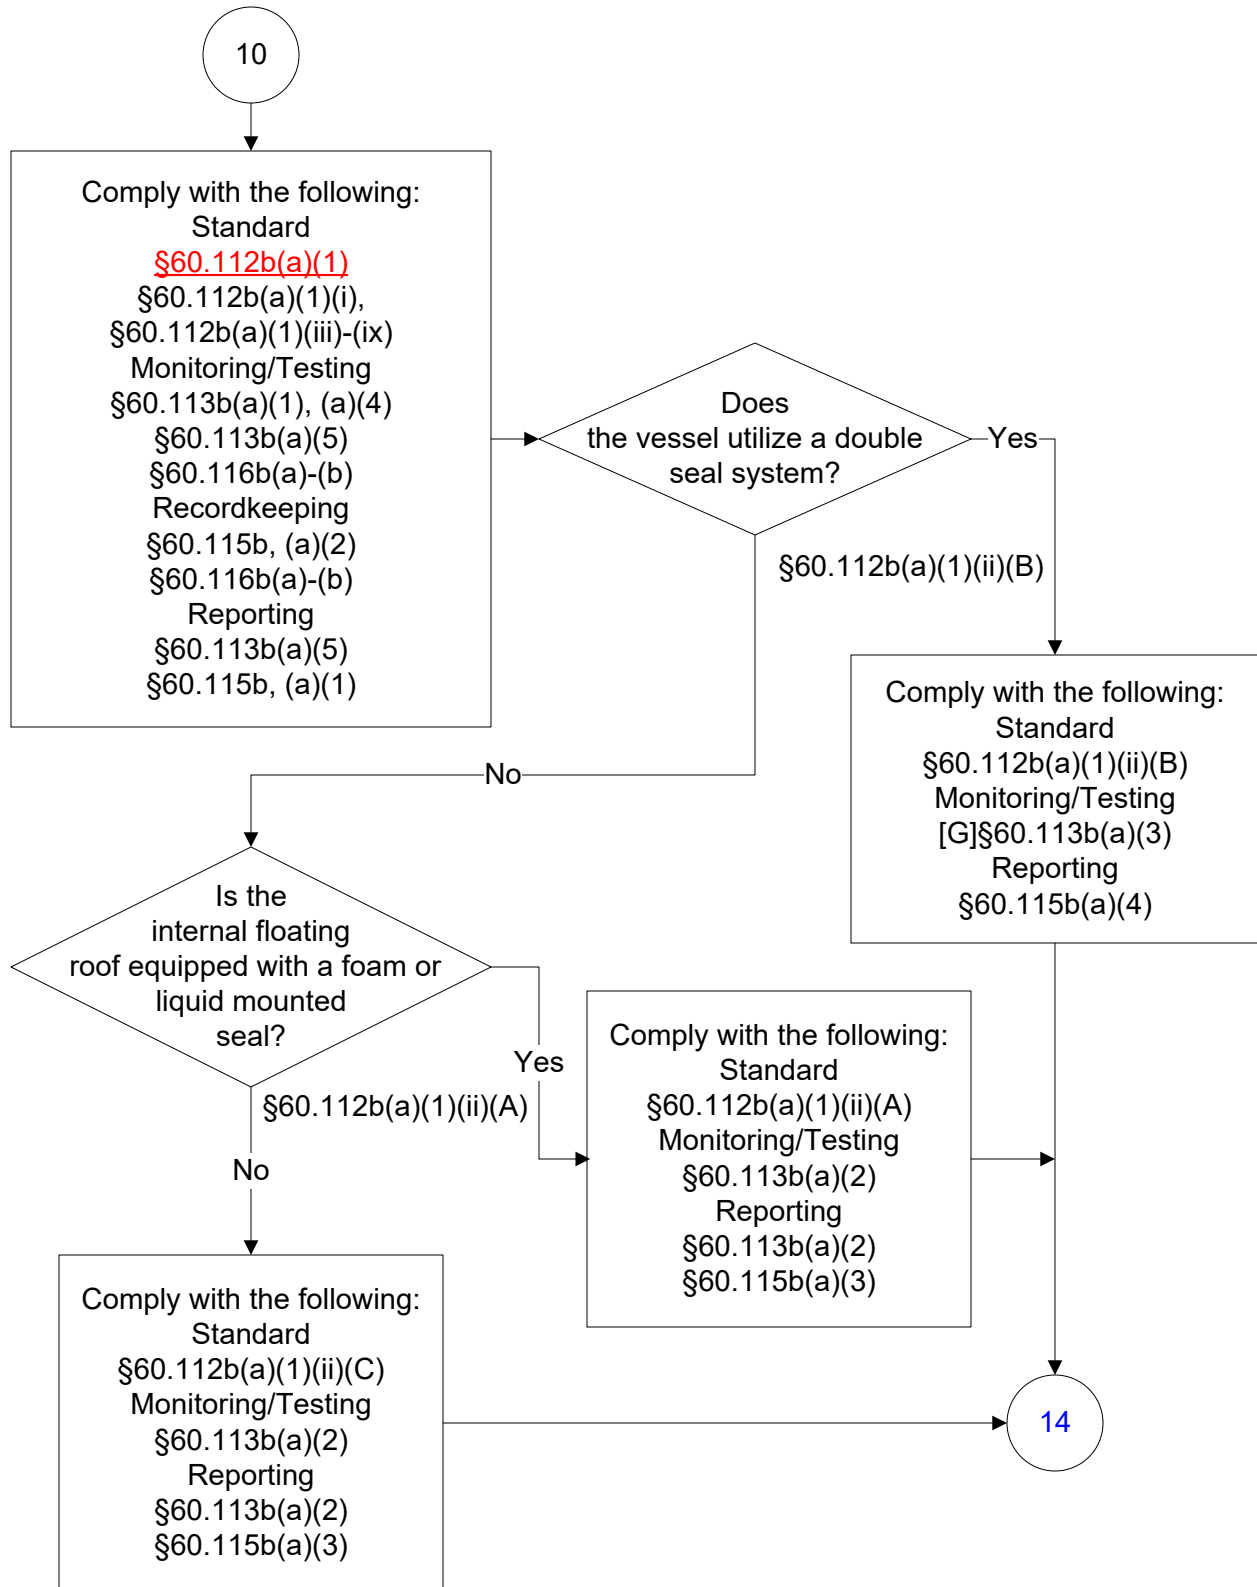 10
Comply with the following:
Standard
§60.112b(a)(1)
§60.112b(a)(1)(i),
§60.112b(a)(1)(iii)-(ix)
Monitoring/Testing
§60.113b(a)(1), (a)(4)
§60.113b(a)(5)
§60.116b(a)-(b)
Recordkeeping
§60.115b, (a)(2)
§60.116b(a)-(b)
Reporting
§60.113b(a)(5)
§60.115b, (a)(1)
Does
the vessel utilize a double
seal system?
Yes
§60.112b(a)(1)(ii)(B)
Comply with the following:
Standard
§60.112b(a)(1)(ii)(B)
Monitoring/Testing
[G]§60.113b(a)(3)
Reporting
§60.115b(a)(4)
No
Is the
internal floating
roof equipped with a foam or
liquid mounted
seal?
Yes
§60.112b(a)(1)(ii)(A)
Comply with the following:
Standard
§60.112b(a)(1)(ii)(A)
Monitoring/Testing
§60.113b(a)(2)
Reporting
§60.113b(a)(2)
§60.115b(a)(3)
No
Comply with the following:
Standard
§60.112b(a)(1)(ii)(C)
Monitoring/Testing
§60.113b(a)(2)
Reporting
§60.113b(a)(2)
§60.115b(a)(3)
14